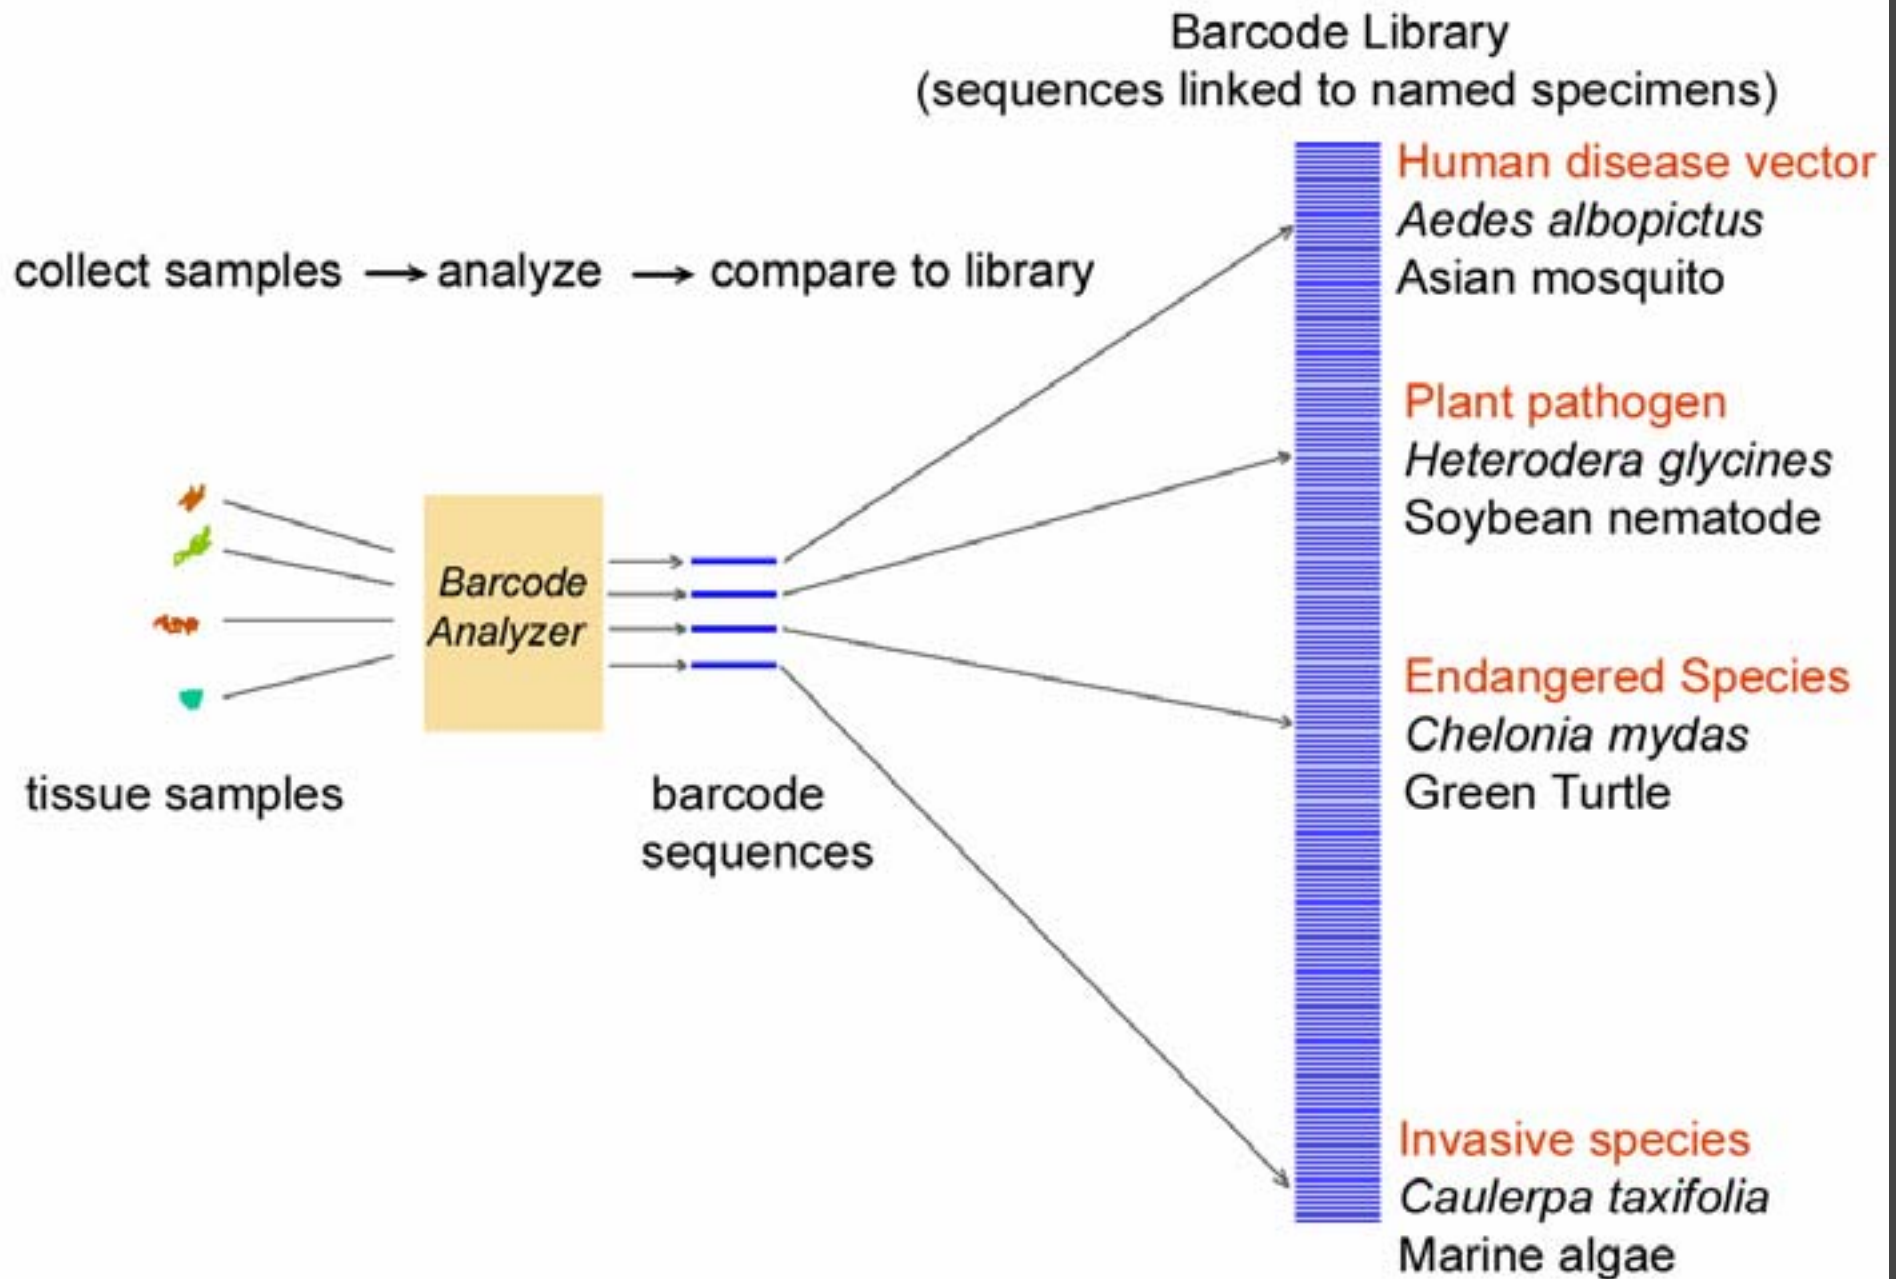 Barcode Library
(sequences linked to named specimens)
collect samples → analyze → compare to library
Human disease vector
Aedes albopictus
Asian mosquito
Plant pathogen
Heterodera glycines
Soybean nematode
Barcode
Analyzer
Endangered Species
Chelonia mydas
Green Turtle
tissue samples
barcode
sequences
Invasive species
Caulerpa taxifolia
Marine algae